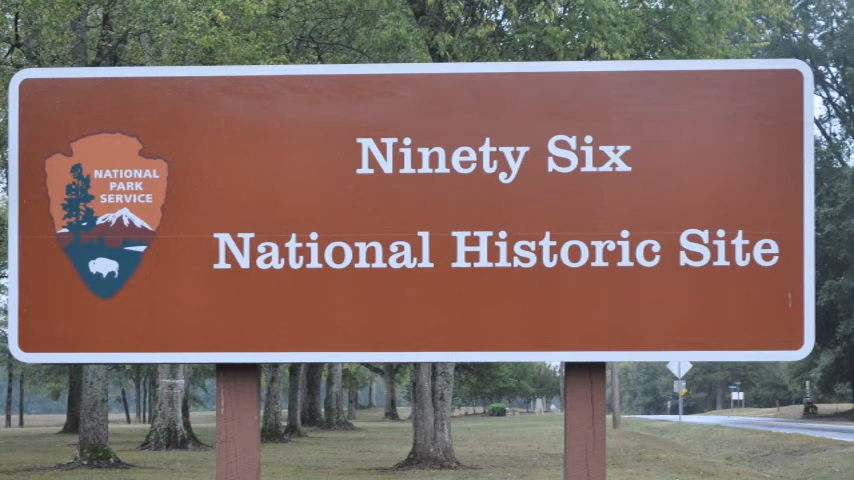 NATIONAL
PARK
SERVICE
Ninety Six
National Historic Site